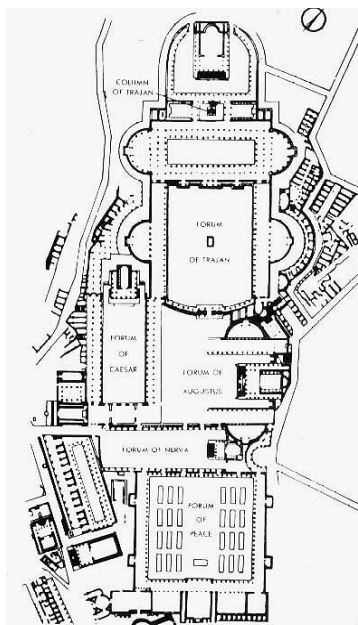 COLUMN
OF TRAJAN
FORUM
OF TRAJAN
FORUM
OF
CAESAR
FORUM OF
AUGUSTUS
FORUM OF NERVA
FORUM
OF
PEACE